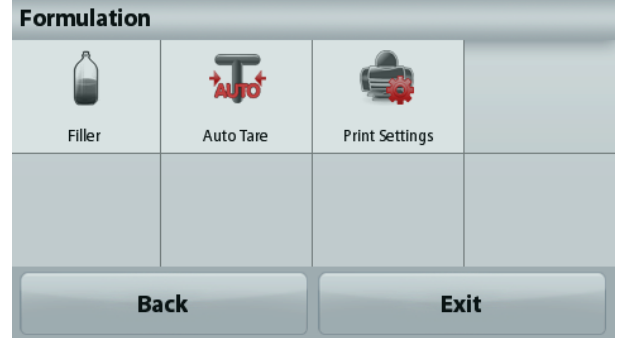 Formulation
AUTO
Filler
Auto Tare
Print Settings
Back
Exit